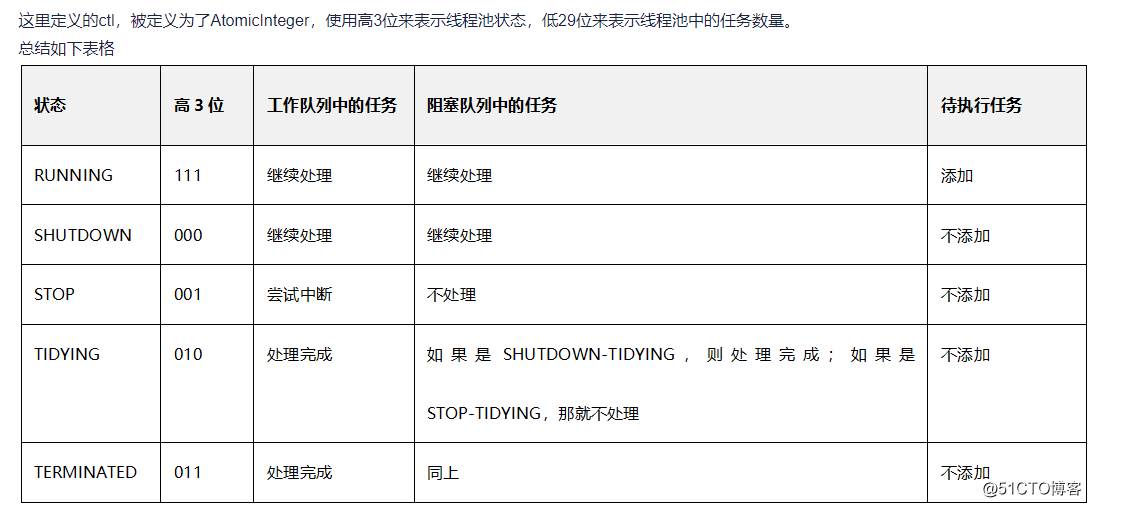 这里定义的ctl，被定义为了AtomicInteger，使用高3位来表示线程池状态，低29位来表示线程池中的任务数量。
总结如下表格
状态 高 3 位 工作队列中的任务 阻塞队列中的任务 待执行任务
RUNNING 111 继续处理 继续处理 添加
SHUTDOWN 000 继续处理 继续处理 不添加
STOP 001 尝试中断 不处理 不添加
TIDYING 010 处理完成 如果是 SHUTDOWN-TIDYING，则处理完成；如果是 不添加
STOP-TIDYING，那就不处理
TERMINATED 011 处理完成 同上 不添加
@51CTO博客